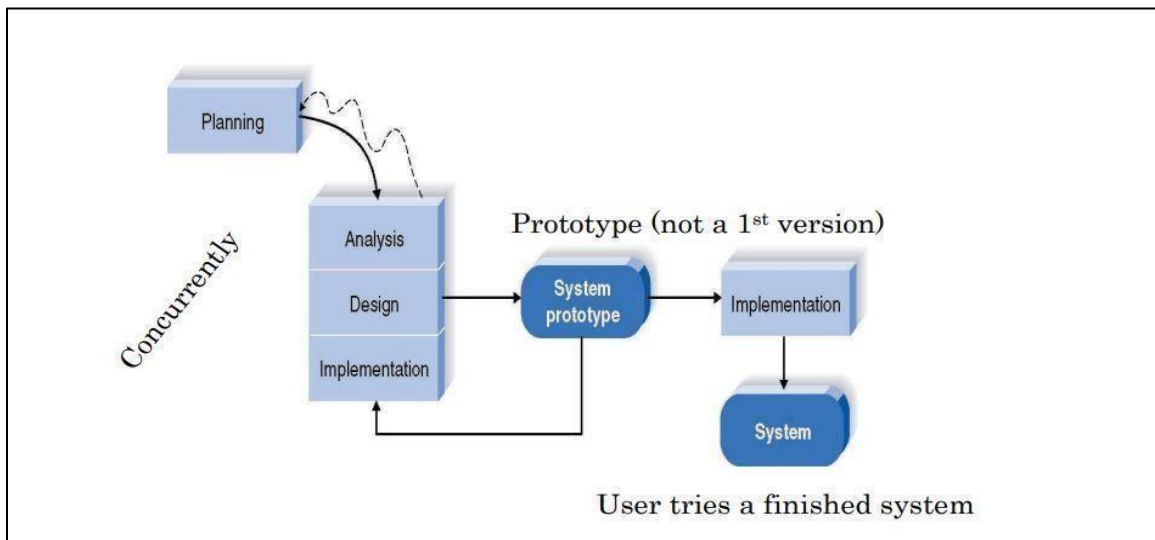 Planning
Concurrently
Analysis
Design
Implementation
Prototype (not a 1st version)
System
prototype
Implementation
System
User tries a finished system